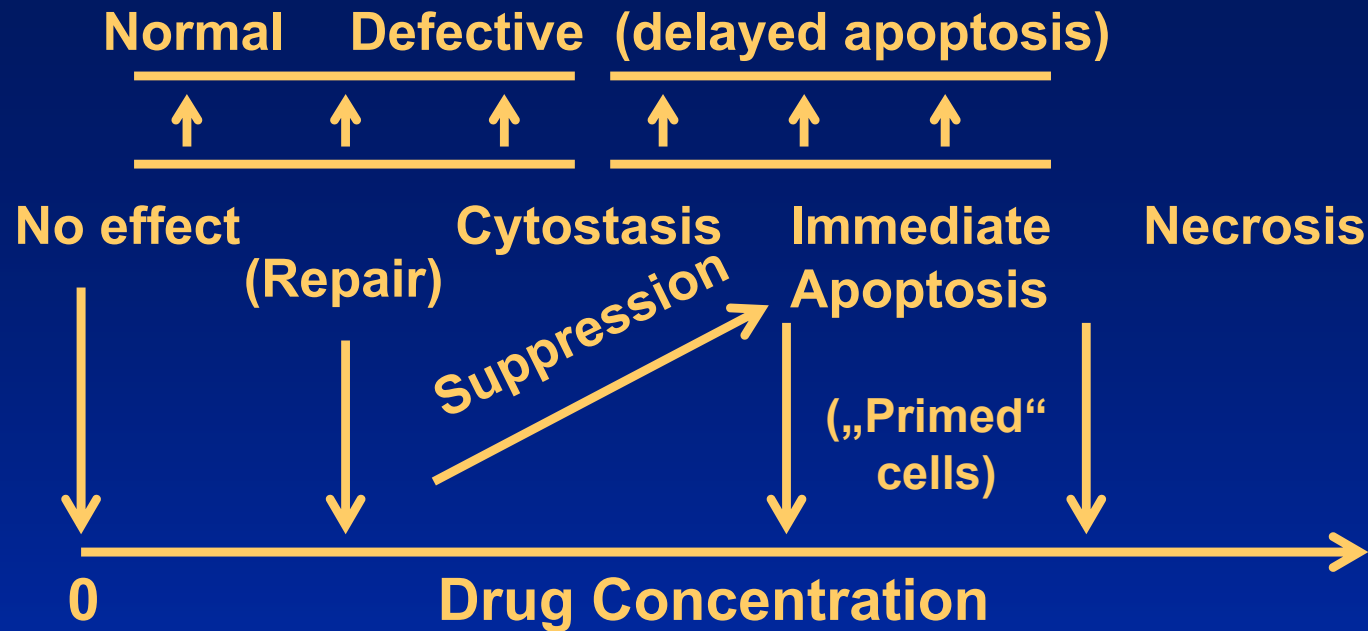 Normal Defective (delayed apoptosis)
No effect Cytostasis Immediate Necrosis
(Repair) Suppression Apoptosis
(„Primed“
cells)
0 Drug Concentration